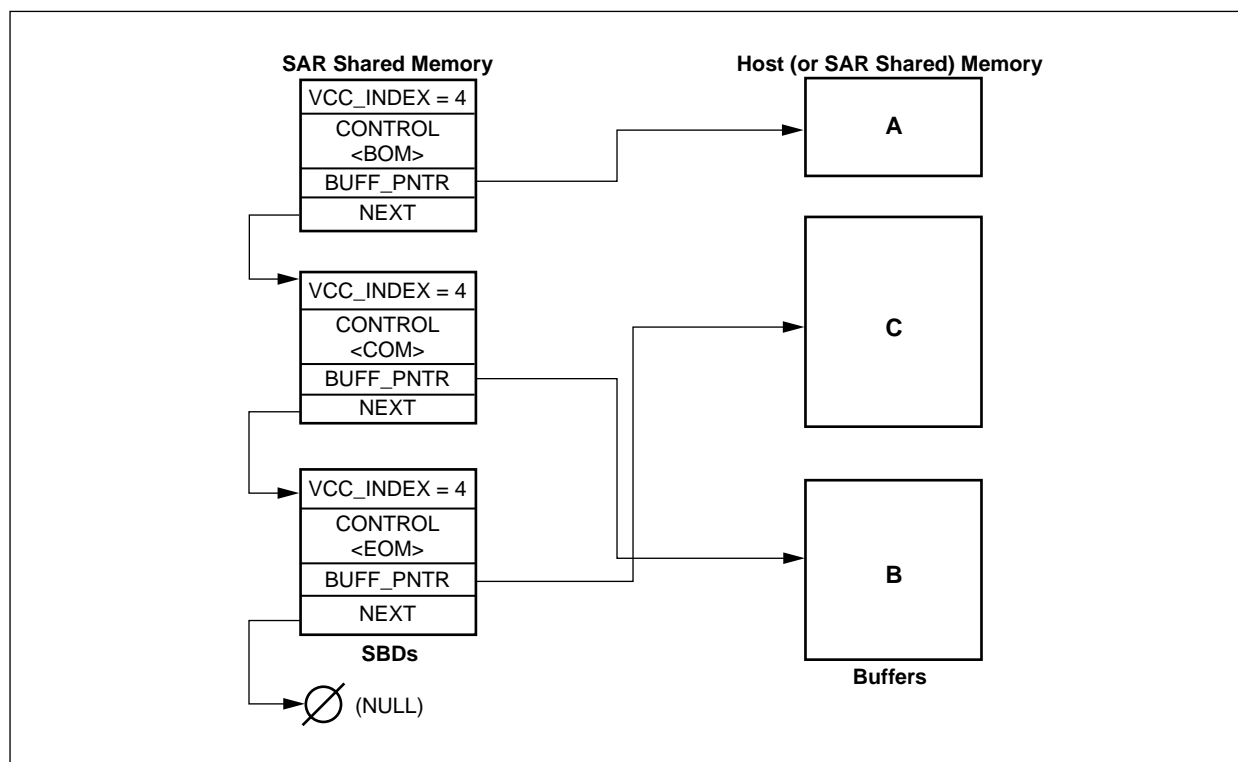 SAR Shared Memory
VCC_INDEX = 4
CONTROL
<BOM>
BUFF_PNTR
NEXT
VCC_INDEX = 4
CONTROL
<COM>
BUFF_PNTR
NEXT
VCC_INDEX = 4
CONTROL
<EOM>
BUFF_PNTR
NEXT
SBDs
(NULL)
Host (or SAR Shared) Memory
A
C
B
Buffers